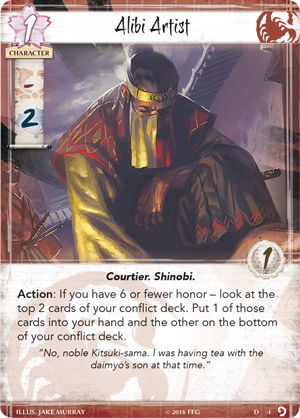 Alibi Artist
1
CHARACTER
2
1
Courtier. Shinobi.
Action: If you have 6 or fewer honor – look at the
top 2 cards of your conflict deck. Put 1 of those
cards into your hand and the other on the bottom
of your conflict deck.
“No, noble Kitsuki-sama. I was having tea with the
daimyō’s son at that time.”
ILLUS. JAKE MURRAY © 2018 FFG D 4